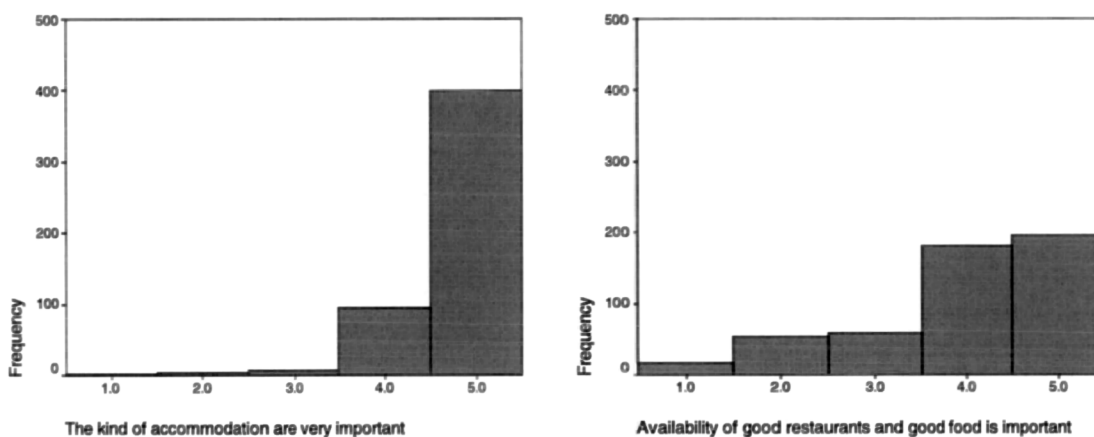 500
400
300
200
100
0
Frequency
1.0 2.0 3.0 4.0 5.0
The kind of accommodation are very important
500
400
300
200
100
0
Frequency
1.0 2.0 3.0 4.0 5.0
Availability of good restaurants and good food is important